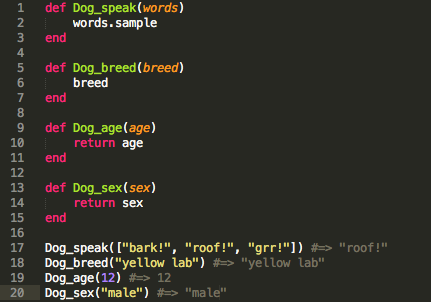 1 def Dog_speak(words)
2     words.sample
3 end
4
5 def Dog_breed(breed)
6     breed
7 end
8
9 def Dog_age(age)
10     return age
11 end
12
13 def Dog_sex(sex)
14     return sex
15 end
16
17 Dog_speak(["bark!", "roof!", "grr!"]) #=> "roof!"
18 Dog_breed("yellow lab") #=> "yellow lab"
19 Dog_age(12) #=> 12
20 Dog_sex("male") #=> "male"